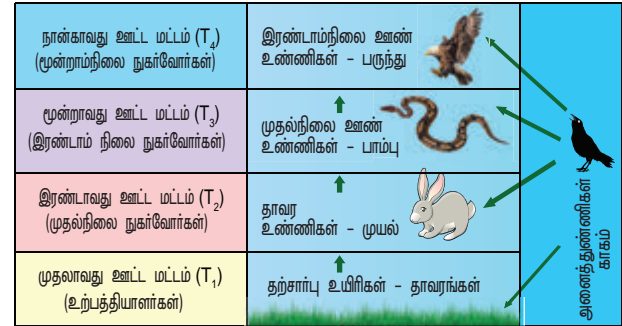 நான்காவது ஊட்ட மட்டம் (T₄)
(மூன்றாம்நிலை நுகர்வோர்கள்)
இரண்டாம்நிலை ஊண்
உண்ணிகள் - பருந்து
மூன்றாவது ஊட்ட மட்டம் (T₃)
(இரண்டாம் நிலை நுகர்வோர்கள்)
முதல்நிலை ஊண்
உண்ணிகள் - பாம்பு
இரண்டாவது ஊட்ட மட்டம் (T₂)
(முதல்நிலை நுகர்வோர்கள்)
தாவர
உண்ணிகள் - முயல்
முதலாவது ஊட்ட மட்டம் (T₁)
(உற்பத்தியாளர்கள்)
தற்சார்பு உயிரிகள் - தாவரங்கள்
அனைத்துண்ணிகள்
காகம்